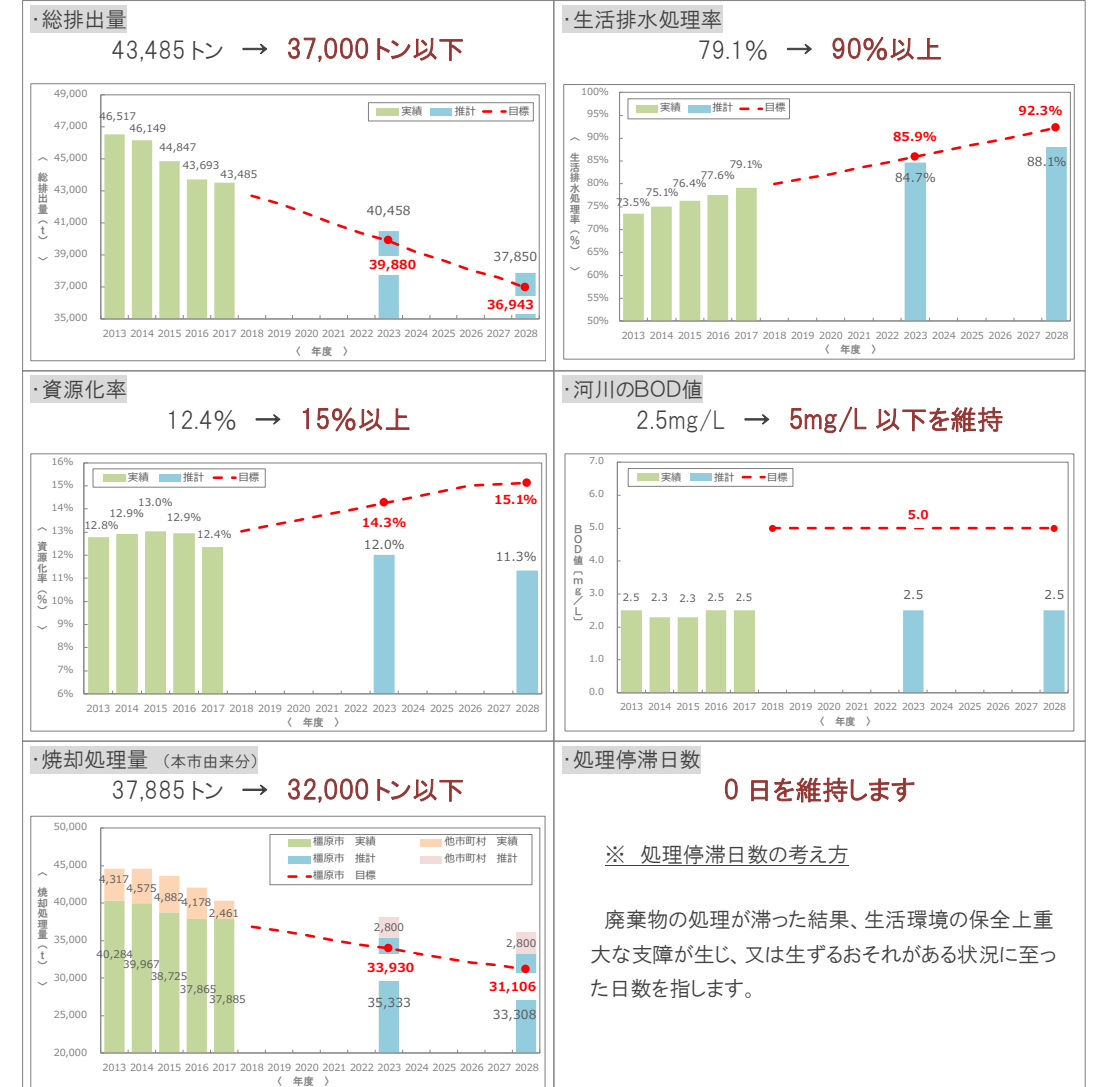 ･総排出量
43,485トン → 37,000トン以下
49,000
47,000
45,000
43,000
41,000
39,000
37,000
35,000
〈 総排出量(t) 〉
実績 推計 目標
46,517
46,149
44,847
43,693
43,485
40,458
39,880
37,850
36,943
2013 2014 2015 2016 2017 2018 2019 2020 2021 2022 2023 2024 2025 2026 2027 2028
〈 年度 〉
･生活排水処理率
79.1% → 90%以上
100%
95%
90%
85%
80%
75%
70%
65%
60%
55%
50%
〈 生活排水処理率(%) 〉
実績 推計 目標
73.5%
75.1%
76.4%
77.6%
79.1%
85.9%
84.7%
92.3%
88.1%
2013 2014 2015 2016 2017 2018 2019 2020 2021 2022 2023 2024 2025 2026 2027 2028
〈 年度 〉
･資源化率
12.4% → 15%以上
16%
15%
14%
13%
12%
11%
10%
9%
8%
7%
6%
〈 資源化率(%) 〉
実績 推計 目標
12.8%
12.9%
13.0%
12.9%
12.4%
14.3%
12.0%
15.1%
11.3%
2013 2014 2015 2016 2017 2018 2019 2020 2021 2022 2023 2024 2025 2026 2027 2028
〈 年度 〉
･河川のBOD値
2.5mg/L → 5mg/L 以下を維持
7.0
6.0
5.0
4.0
3.0
2.0
1.0
0.0
BOD値[mg/L]
実績 推計 目標
2.5
2.3
2.3
2.5
2.5
5.0
2.5
2.5
2013 2014 2015 2016 2017 2018 2019 2020 2021 2022 2023 2024 2025 2026 2027 2028
〈 年度 〉
･焼却処理量 (本市由来分)
37,885トン → 32,000トン以下
50,000
45,000
40,000
35,000
30,000
25,000
20,000
〈 焼却処理量(t) 〉
橿原市 実績 他市町村 実績
橿原市 推計 他市町村 推計
橿原市 目標
4,317
4,575
4,882
4,178
2,461
40,284
39,967
38,725
37,865
37,885
2,800
33,930
35,333
2,800
31,106
33,308
2013 2014 2015 2016 2017 2018 2019 2020 2021 2022 2023 2024 2025 2026 2027 2028
〈 年度 〉
･処理停滞日数
0 日を維持します
※ 処理停滞日数の考え方
廃棄物の処理が滞った結果、生活環境の保全上重
大な支障が生じ、又は生ずるおそれがある状況に至っ
た日数を指します。